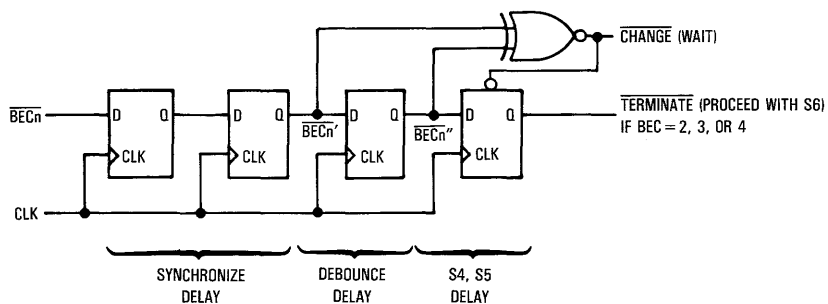 CHANGE (WAIT)
D Q D Q D Q D Q
BECn
BECn′
BECn″
TERMINATE (PROCEED WITH S6)
IF BEC = 2, 3, OR 4
CLK CLK CLK CLK
CLK
SYNCHRONIZE
DELAY
DEBOUNCE
DELAY
S4, S5
DELAY